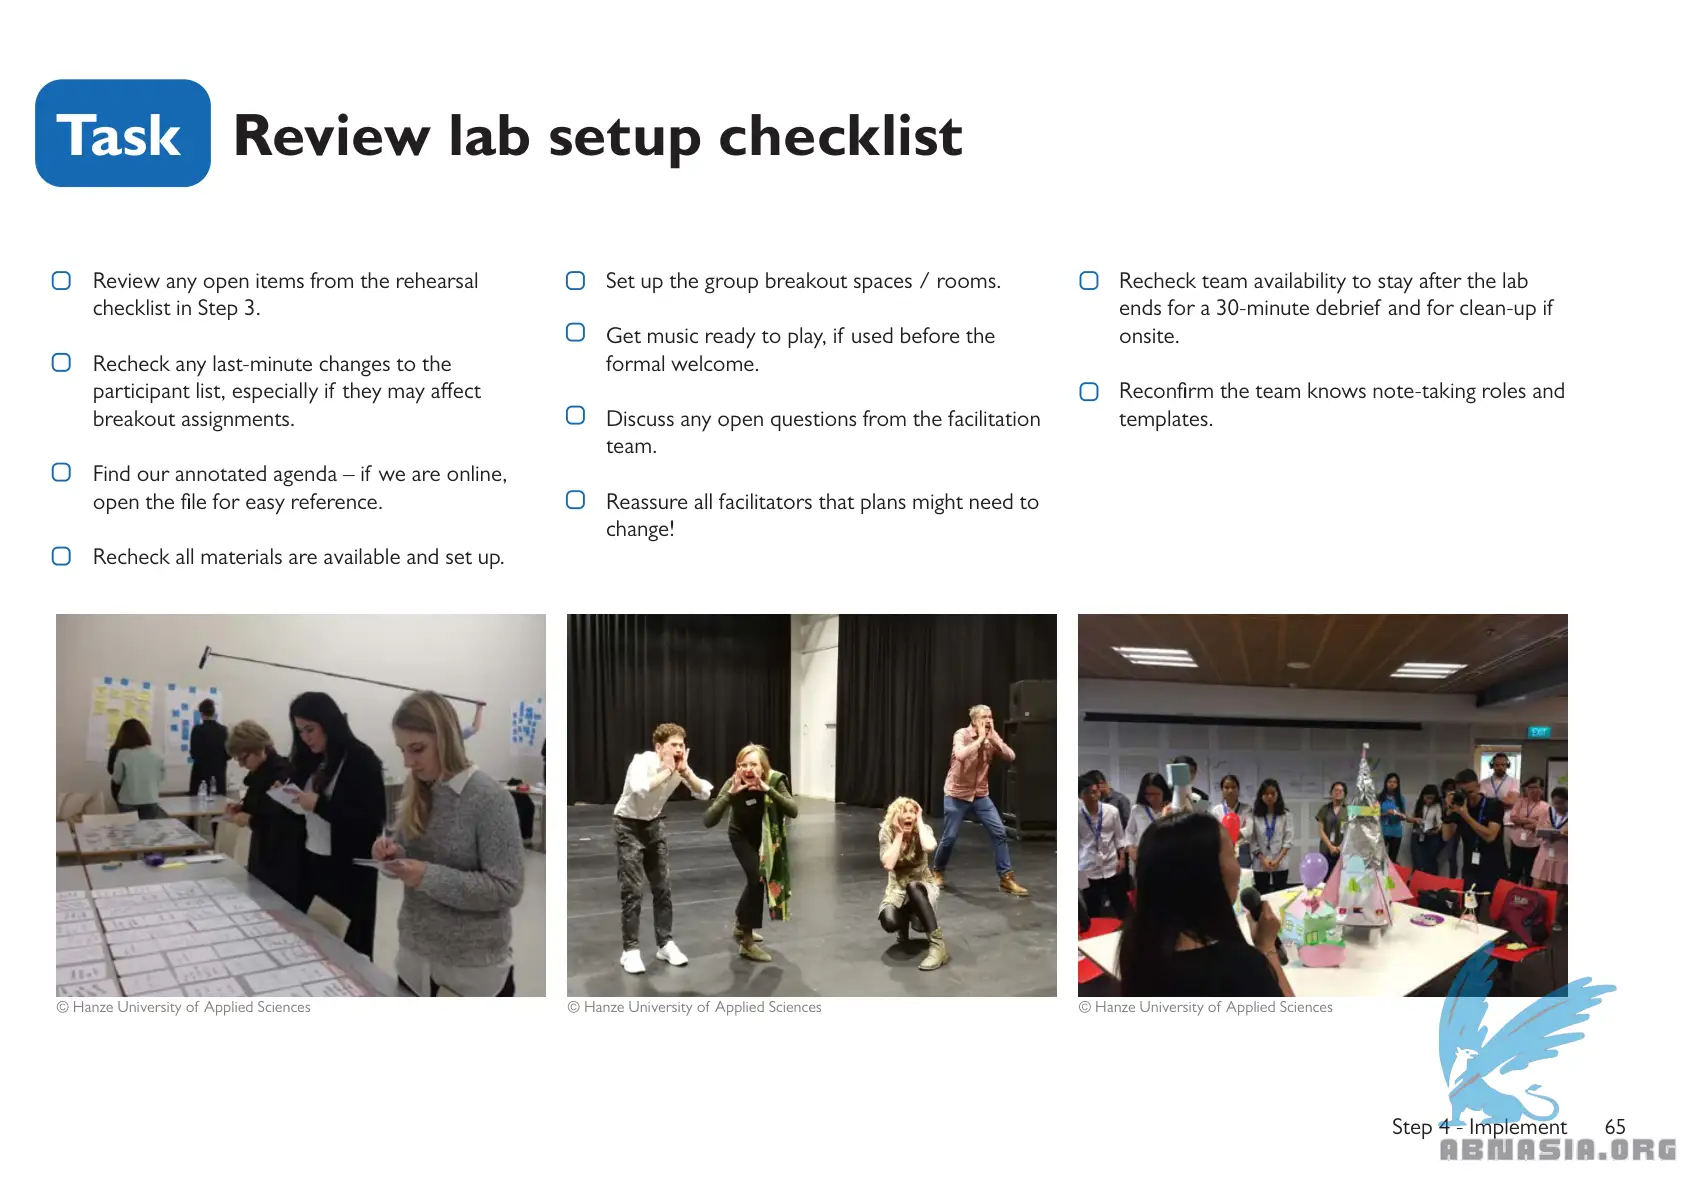 Task
Review lab setup checklist
Review any open items from the rehearsal
checklist in Step 3.
Recheck any last-minute changes to the
participant list, especially if they may affect
breakout assignments.
Find our annotated agenda – if we are online,
open the file for easy reference.
Recheck all materials are available and set up.
Set up the group breakout spaces / rooms.
Get music ready to play, if used before the
formal welcome.
Discuss any open questions from the facilitation
team.
Reassure all facilitators that plans might need to
change!
Recheck team availability to stay after the lab
ends for a 30-minute debrief and for clean-up if
onsite.
Reconfirm the team knows note-taking roles and
templates.
EXIT
© Hanze University of Applied Sciences
© Hanze University of Applied Sciences
© Hanze University of Applied Sciences
Step 4 - Implement 65
ABNASIA.ORG